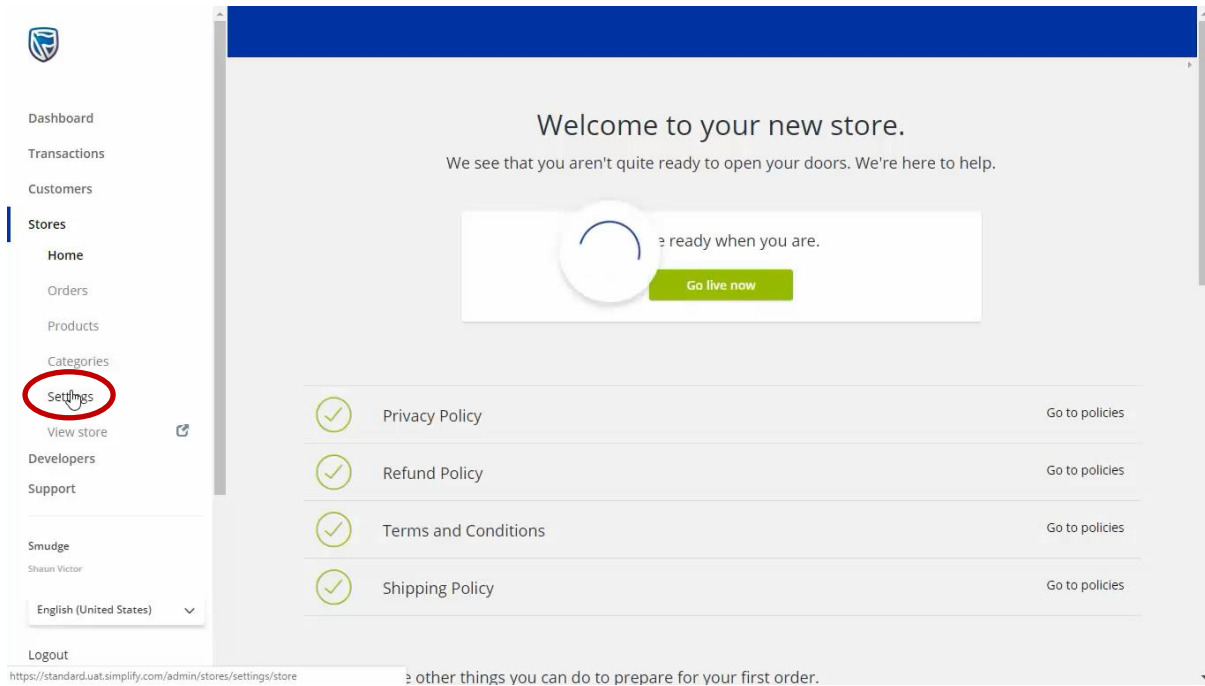 Dashboard
Transactions
Customers
Stores
Home
Orders
Products
Categories
Settings
View store
Developers
Support
Smudge
Shaun Victor
English (United States)
Logout
https://standard.uat.simplify.com/admin/stores/settings/store
Welcome to your new store.
We see that you aren't quite ready to open your doors. We're here to help.
e ready when you are.
Go live now
Privacy Policy Go to policies
Refund Policy Go to policies
Terms and Conditions Go to policies
Shipping Policy Go to policies
e other things you can do to prepare for your first order.